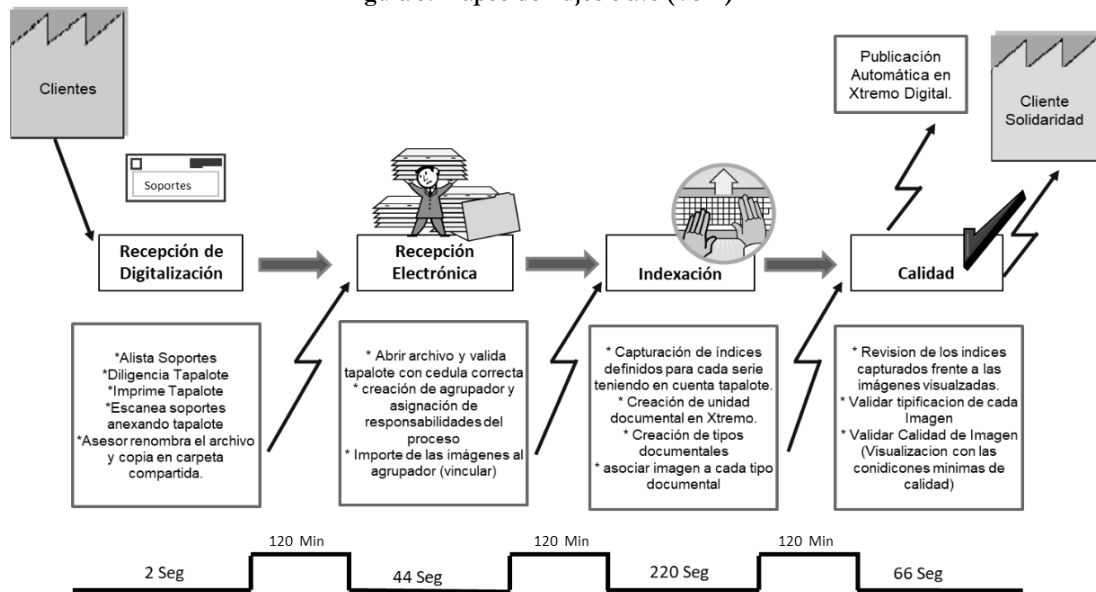 Clientes
Soportes
Publicación
Automática en
Xtremo Digital.
Cliente
Solidaridad
Recepción de
Digitalización
Recepción
Electrónica
Indexación
Calidad
*Alista Soportes
*Diligencia Tapalote
*Imprime Tapalote
*Escanea soportes
anexando tapalote
*Asesor renombra el archivo
y copia en carpeta
compartida.
* Abrir archivo y valida
tapalote con cedula correcta
* creación de agrupador y
asignación de
responsabilidades del
proceso
* Importe de las imágenes al
agrupador (vincular)
* Capturación de índices
definidos para cada serie
teniendo en cuenta tapalote.
* Creación de unidad
documental en Xtremo.
* Creación de tipos
documentales
* asociar imagen a cada tipo
documental
* Revision de los indices
capturados frente a las
imágenes visualzadas.
* Validar tipificacion de cada
Imagen
* Validar Calidad de Imagen
(Visualizacion con las
conidicones minimas de
calidad)
120 Min
120 Min
120 Min
2 Seg
44 Seg
220 Seg
66 Seg